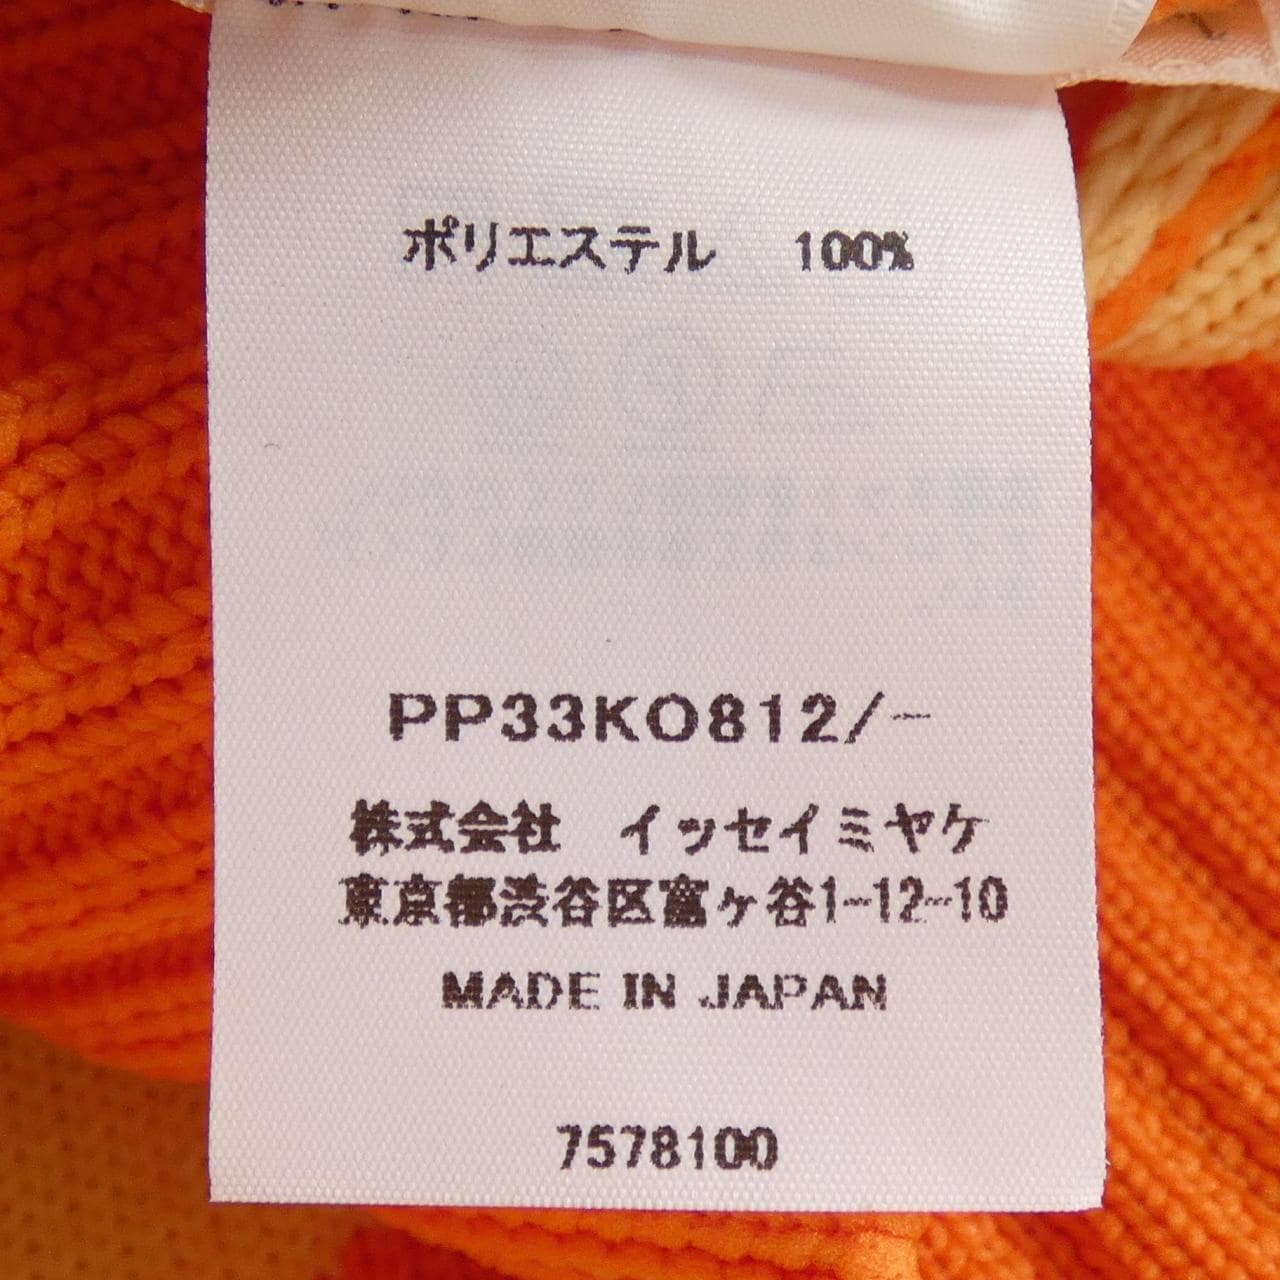 ポリエステル 100%
PP33KO812/-
株式会社 イッセイミヤケ
東京都渋谷区富ヶ谷1-12-10
MADE IN JAPAN
7578100